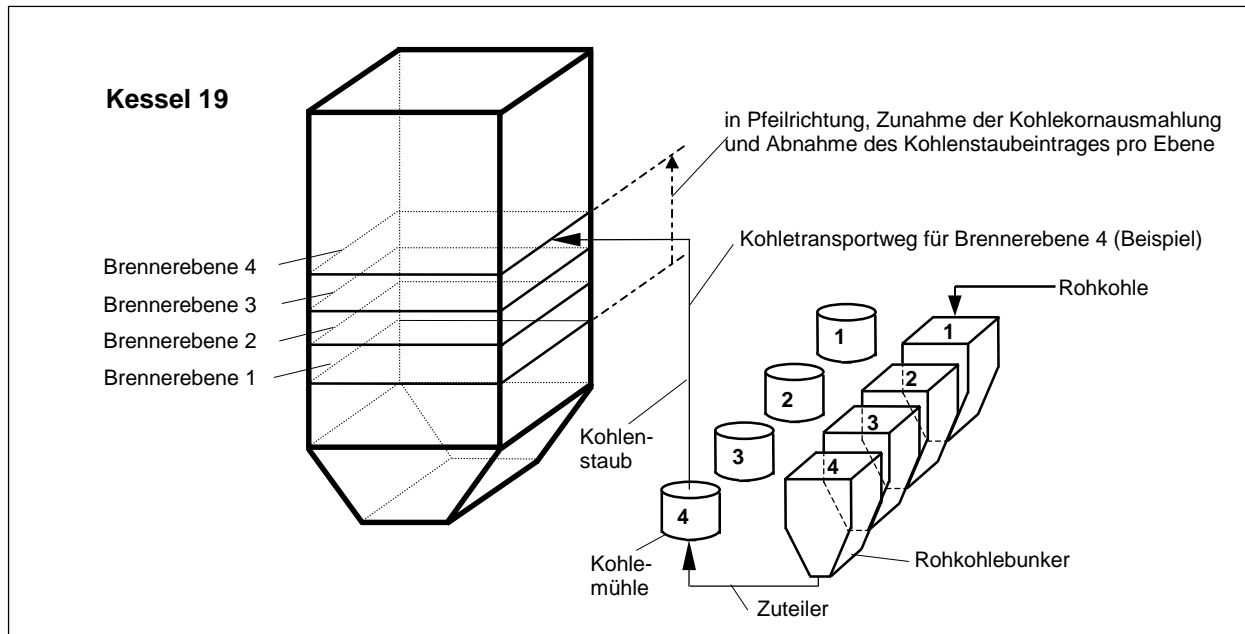 Kessel 19
in Pfeilrichtung, Zunahme der Kohlekornausmahlung
und Abnahme des Kohlenstaubeintrages pro Ebene
Kohletransportweg für Brennerebene 4 (Beispiel)
Brennerebene 4
Brennerebene 3
Brennerebene 2
Brennerebene 1
Rohkohle
1
1
2
2
3
3
4
4
Kohlen-
staub
Kohle-
mühle
Rohkohlebunker
Zuteiler